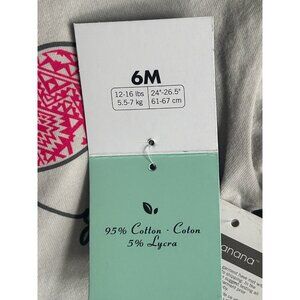 6M
12-16 lbs 24"-26.5"
5.5-7 kg 61-67 cm
95% Cotton - Coton
5% Lycra
anana™